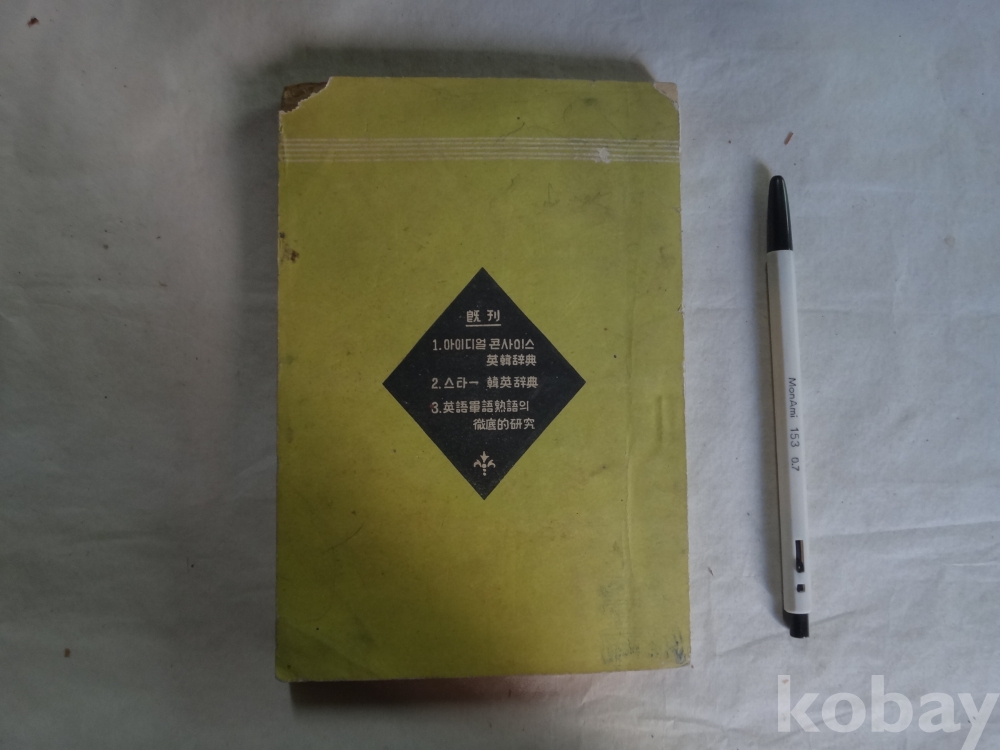 旣刊
1. 아이디얼 콘사이스
英韓辞典
2. 스타ー 韓英辞典
3. 英語單語熟語의
徹底的研究
MonAmi 153 0.7
kobay